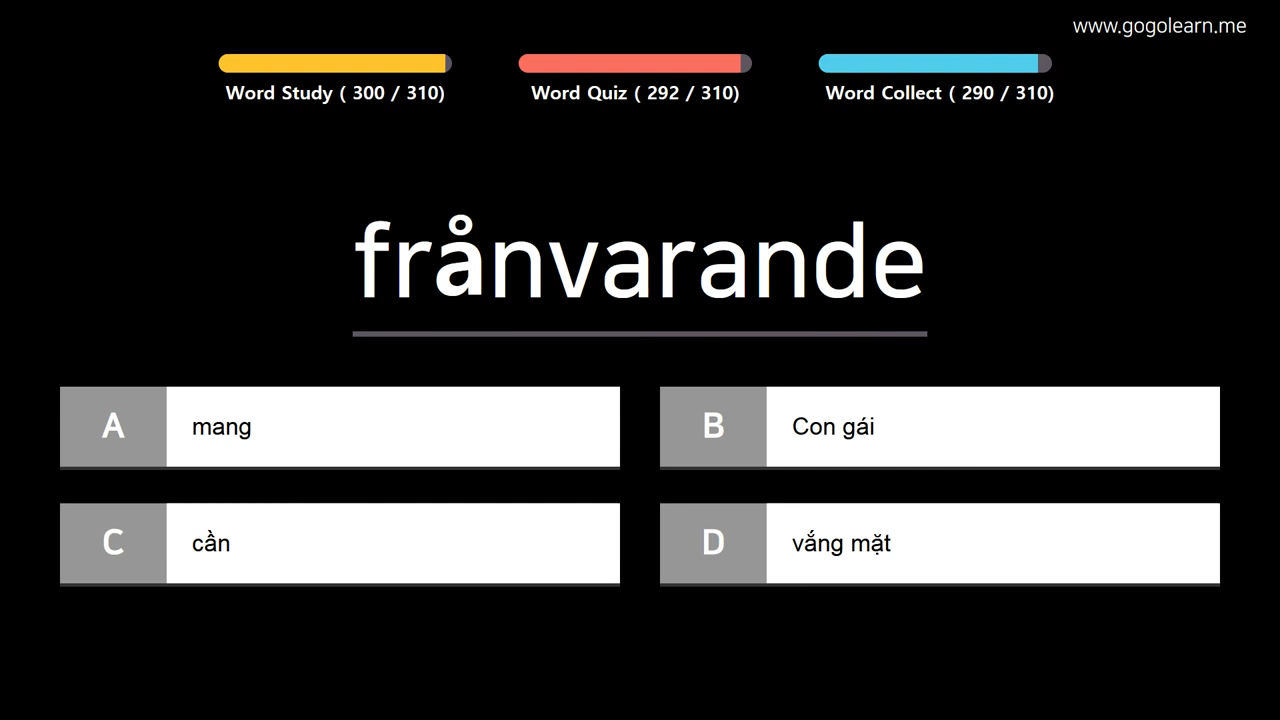 www.gogolearn.me
Word Study ( 300 / 310)
Word Quiz ( 292 / 310)
Word Collect ( 290 / 310)
frånvarande
A mang
B Con gái
C cần
D vắng mặt